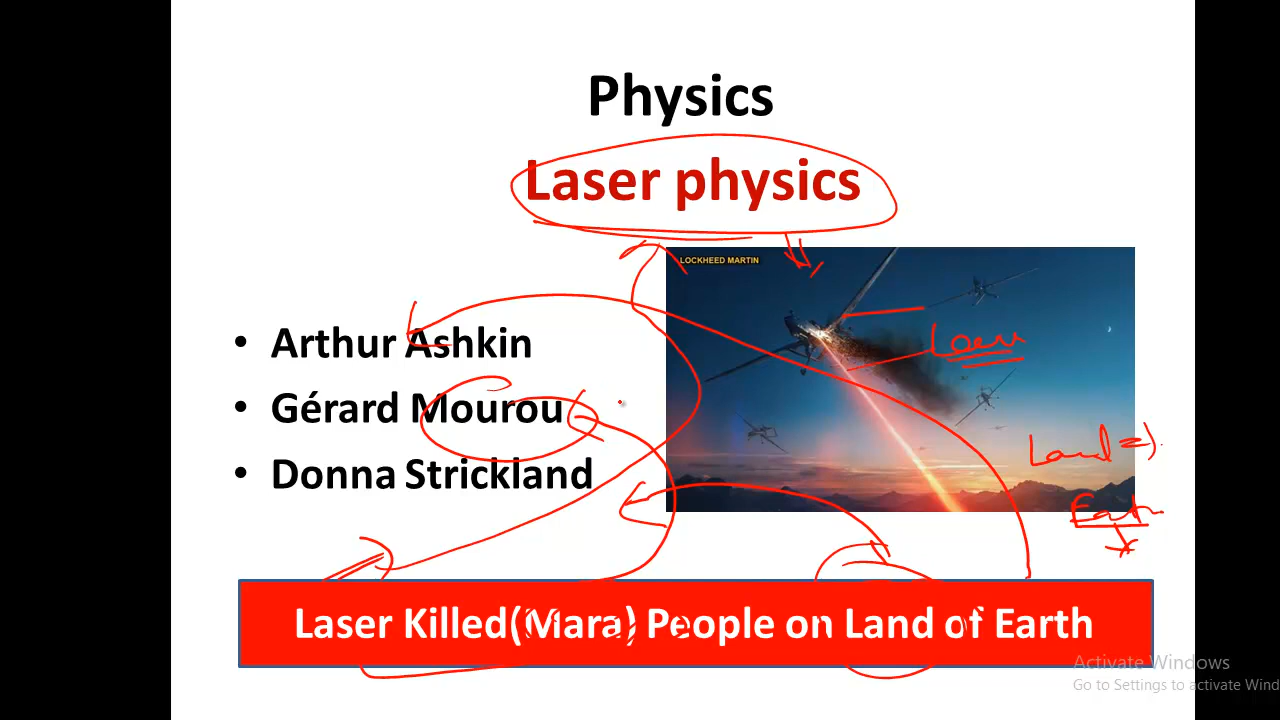 Physics
Laser physics
LOCKHEED MARTIN
• Arthur Ashkin
• Gérard Mourou
• Donna Strickland
Laser
Land =)
Earth
Laser Killed(Mara) People on Land of Earth
Activate Windows
Go to Settings to activate Wind